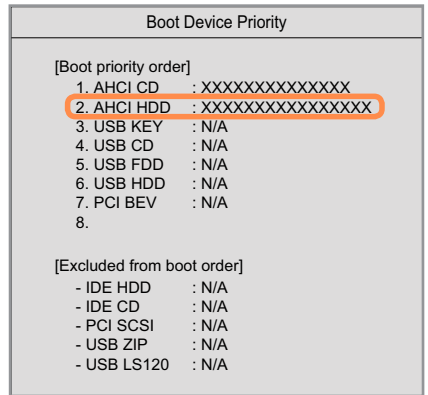 Boot Device Priority
[Boot priority order]
1. AHCI CD : XXXXXXXXXXXXXX
2. AHCI HDD : XXXXXXXXXXXXXXXX
3. USB KEY : N/A
4. USB CD : N/A
5. USB FDD : N/A
6. USB HDD : N/A
7. PCI BEV : N/A
8.
[Excluded from boot order]
- IDE HDD : N/A
- IDE CD : N/A
- PCI SCSI : N/A
- USB ZIP : N/A
- USB LS120 : N/A